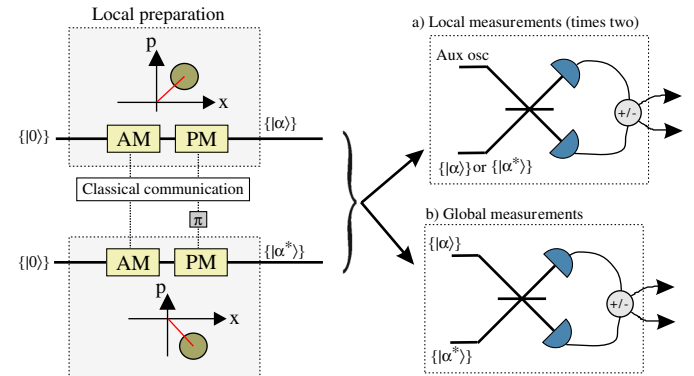 Local preparation
p
x
{|0⟩} AM PM {|α⟩}
Classical communication
π
{|0⟩} AM PM {|α*⟩}
p
x
a) Local measurements (times two)
Aux osc
+/-
{|α⟩} or {|α*⟩}
b) Global measurements
{|α⟩}
+/-
{|α*⟩}